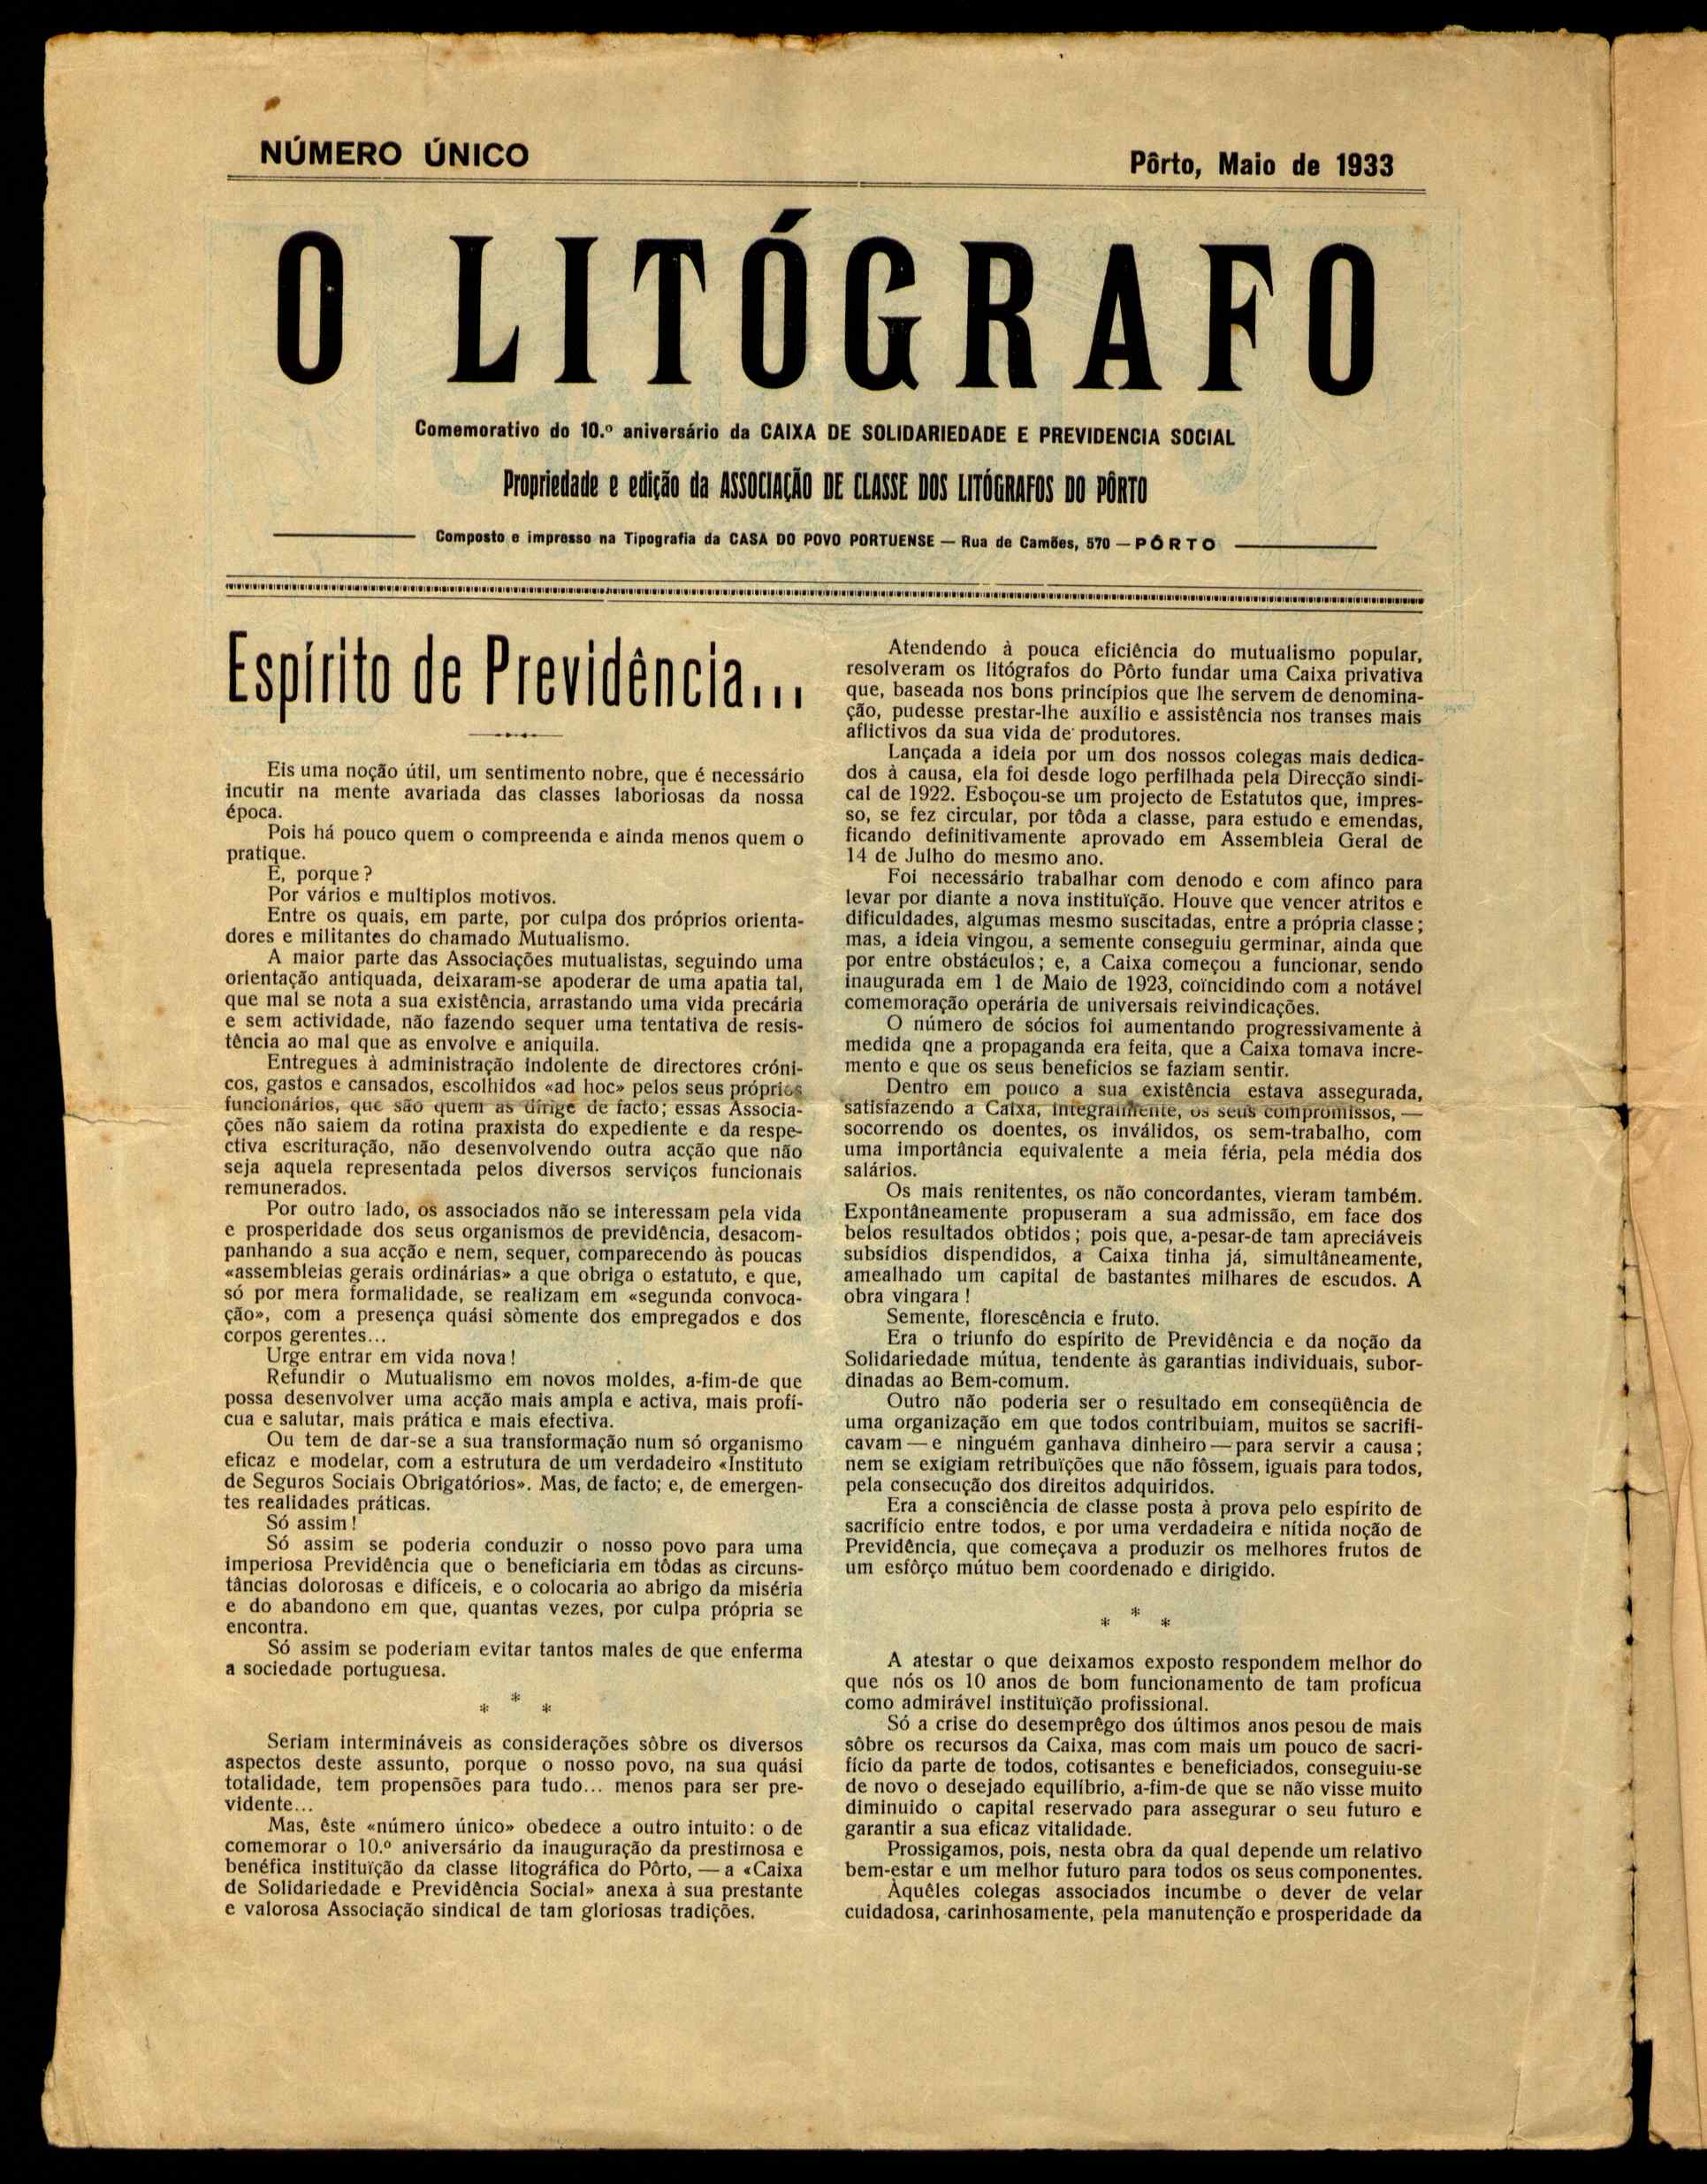 NÚMERO ÚNICO
Pôrto, Maio de 1933
O LITÓGRAFO
Comemorativo do 10.º aniversário da CAIXA DE SOLIDARIEDADE E PREVIDENCIA SOCIAL
Propriedade e edição da ASSOCIAÇÃO DE CLASSE DOS LITÓGRAFOS DO PÔRTO
Composto e impresso na Tipografia da CASA DO POVO PORTUENSE — Rua de Camões, 570 — PÔRTO
Espírito de Previdência...
Eis uma noção útil, um sentimento nobre, que é necessário
incutir na mente avariada das classes laboriosas da nossa
época.
Pois há pouco quem o compreenda e ainda menos quem o
pratique.
E, porque?
Por vários e multiplos motivos.
Entre os quais, em parte, por culpa dos próprios orienta-
dores e militantes do chamado Mutualismo.
A maior parte das Associações mutualistas, seguindo uma
orientação antiquada, deixaram-se apoderar de uma apatia tal,
que mal se nota a sua existência, arrastando uma vida precária
e sem actividade, não fazendo sequer uma tentativa de resis-
tência ao mal que as envolve e aniquila.
Entregues à administração indolente de directores cróni-
cos, gastos e cansados, escolhidos «ad hoc» pelos seus próprios
funcionários, que são quem as dirige de facto; essas Associa-
ções não saiem da rotina praxista do expediente e da respe-
ctiva escrituração, não desenvolvendo outra acção que não
seja aquela representada pelos diversos serviços funcionais
remunerados.
Por outro lado, os associados não se interessam pela vida
e prosperidade dos seus organismos de previdência, desacom-
panhando a sua acção e nem, sequer, comparecendo às poucas
«assembleias gerais ordinárias» a que obriga o estatuto, e que,
só por mera formalidade, se realizam em «segunda convoca-
ção», com a presença quási sòmente dos empregados e dos
corpos gerentes...
Urge entrar em vida nova!
Refundir o Mutualismo em novos moldes, a-fim-de que
possa desenvolver uma acção mais ampla e activa, mais profí-
cua e salutar, mais prática e mais efectiva.
Ou tem de dar-se a sua transformação num só organismo
eficaz e modelar, com a estrutura de um verdadeiro «Instituto
de Seguros Sociais Obrigatórios». Mas, de facto; e, de emergen-
tes realidades práticas.
Só assim!
Só assim se poderia conduzir o nosso povo para uma
imperiosa Previdência que o beneficiaria em tôdas as circuns-
tâncias dolorosas e difíceis, e o colocaria ao abrigo da miséria
e do abandono em que, quantas vezes, por culpa própria se
encontra.
Só assim se poderiam evitar tantos males de que enferma
a sociedade portuguesa.
* * *
Seriam intermináveis as considerações sôbre os diversos
aspectos deste assunto, porque o nosso povo, na sua quási
totalidade, tem propensões para tudo... menos para ser pre-
vidente...
Mas, êste «número único» obedece a outro intuito: o de
comemorar o 10.º aniversário da inauguração da prestimosa e
benéfica instituïção da classe litográfica do Pôrto, — a «Caixa
de Solidariedade e Previdência Social» anexa à sua prestante
e valorosa Associação sindical de tam gloriosas tradições.
Atendendo à pouca eficiência do mutualismo popular,
resolveram os litógrafos do Pôrto fundar uma Caixa privativa
que, baseada nos bons princípios que lhe servem de denomina-
ção, pudesse prestar-lhe auxílio e assistência nos transes mais
aflictivos da sua vida de produtores.
Lançada a ideia por um dos nossos colegas mais dedica-
dos à causa, ela foi desde logo perfilhada pela Direcção sindi-
cal de 1922. Esboçou-se um projecto de Estatutos que, impres-
so, se fez circular, por tôda a classe, para estudo e emendas,
ficando definitivamente aprovado em Assembleia Geral de
14 de Julho do mesmo ano.
Foi necessário trabalhar com denodo e com afinco para
levar por diante a nova instituïção. Houve que vencer atritos e
dificuldades, algumas mesmo suscitadas, entre a própria classe;
mas, a ideia vingou, a semente conseguiu germinar, ainda que
por entre obstáculos; e, a Caixa começou a funcionar, sendo
inaugurada em 1 de Maio de 1923, coïncidindo com a notável
comemoração operária de universais reivindicações.
O número de sócios foi aumentando progressivamente à
medida qne a propaganda era feita, que a Caixa tomava incre-
mento e que os seus benefícios se faziam sentir.
Dentro em pouco a sua existência estava assegurada,
satisfazendo a Caixa, integralmente, os seus compromissos, —
socorrendo os doentes, os inválidos, os sem-trabalho, com
uma importância equivalente a meia féria, pela média dos
salários.
Os mais renitentes, os não concordantes, vieram também.
Expontâneamente propuseram a sua admissão, em face dos
belos resultados obtidos; pois que, a-pesar-de tam apreciáveis
subsídios dispendidos, a Caixa tinha já, simultâneamente,
amealhado um capital de bastantes milhares de escudos. A
obra vingara!
Semente, florescência e fruto.
Era o triunfo do espírito de Previdência e da noção da
Solidariedade mútua, tendente às garantias individuais, subor-
dinadas ao Bem-comum.
Outro não poderia ser o resultado em conseqüência de
uma organização em que todos contribuiam, muitos se sacrifi-
cavam — e ninguém ganhava dinheiro — para servir a causa;
nem se exigiam retribuïções que não fôssem, iguais para todos,
pela consecução dos direitos adquiridos.
Era a consciência de classe posta à prova pelo espírito de
sacrifício entre todos, e por uma verdadeira e nítida noção de
Previdência, que começava a produzir os melhores frutos de
um esfôrço mútuo bem coordenado e dirigido.
* * *
A atestar o que deixamos exposto respondem melhor do
que nós os 10 anos de bom funcionamento de tam profícua
como admirável instituïção profissional.
Só a crise do desemprêgo dos últimos anos pesou de mais
sôbre os recursos da Caixa, mas com mais um pouco de sacri-
fício da parte de todos, cotisantes e beneficiados, conseguiu-se
de novo o desejado equilíbrio, a-fim-de que se não visse muito
diminuido o capital reservado para assegurar o seu futuro e
garantir a sua eficaz vitalidade.
Prossigamos, pois, nesta obra da qual depende um relativo
bem-estar e um melhor futuro para todos os seus componentes.
Àquêles colegas associados incumbe o dever de velar
cuidadosa, carinhosamente, pela manutenção e prosperidade da